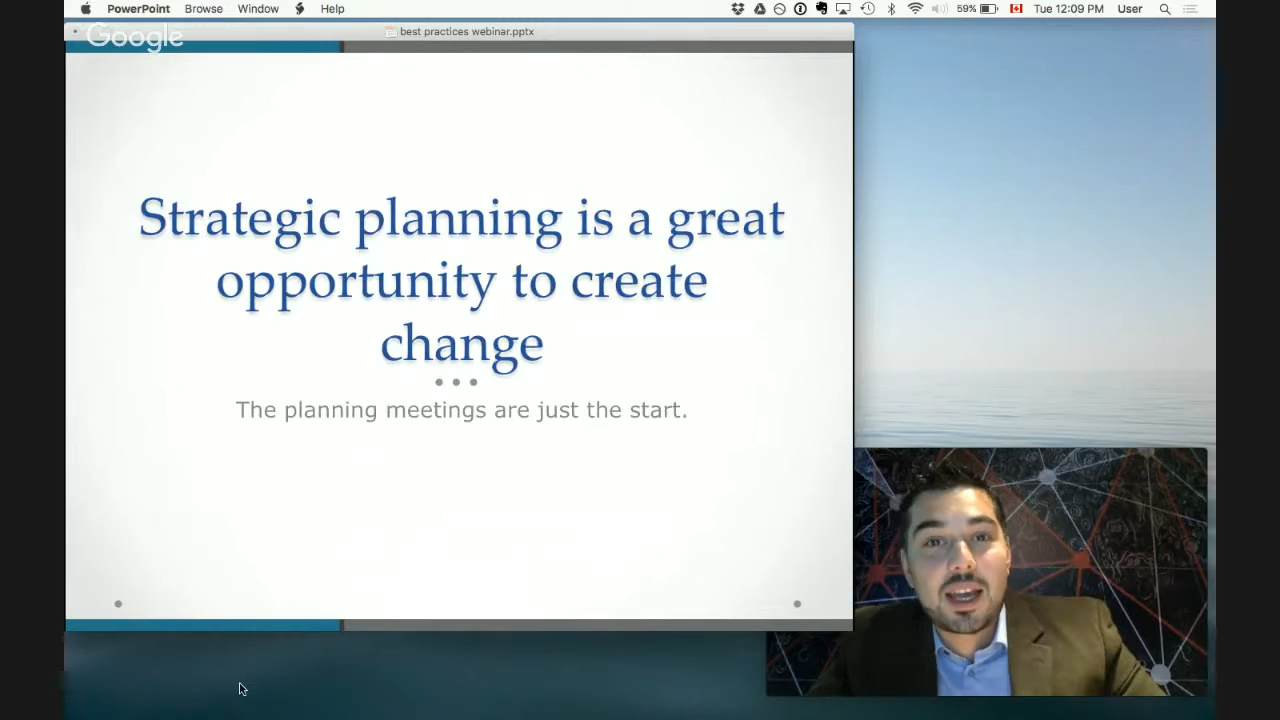 PowerPoint Browse Window Help 59% Tue 12:09 PM User
Google
best practices webinar.pptx
Strategic planning is a great
opportunity to create
change
The planning meetings are just the start.